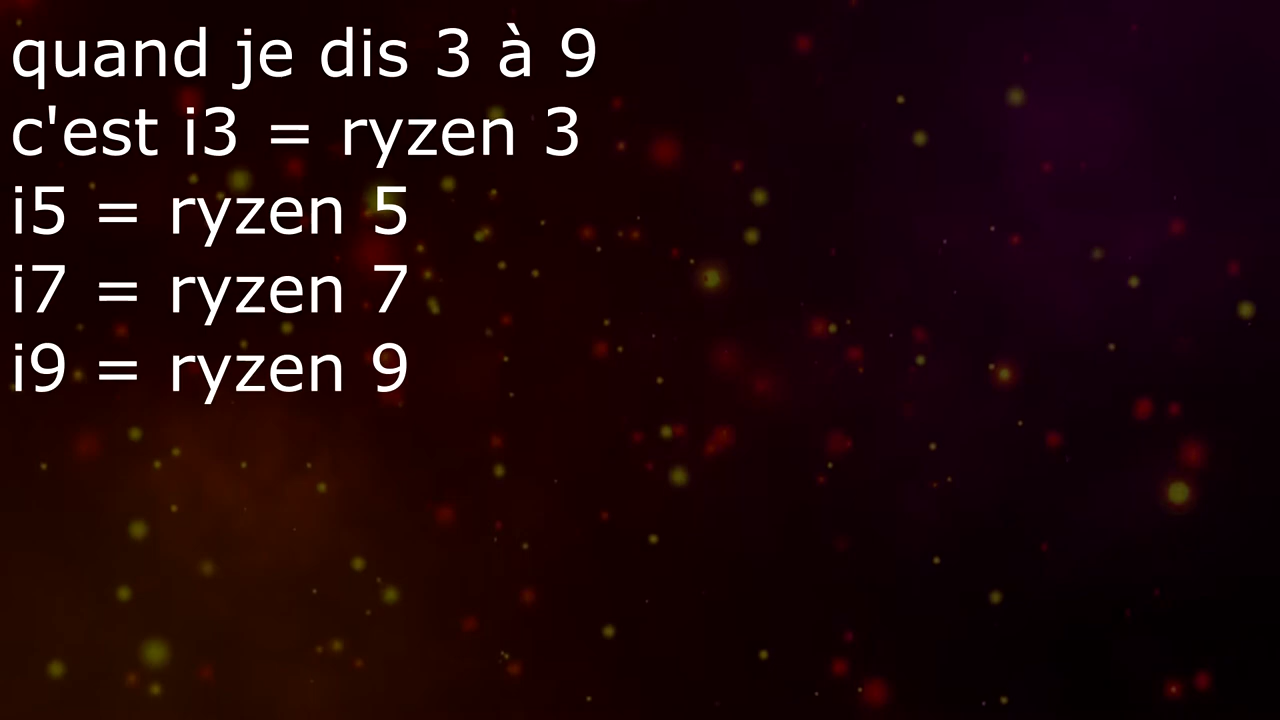 quand je dis 3 à 9
c'est i3 = ryzen 3
i5 = ryzen 5
i7 = ryzen 7
i9 = ryzen 9